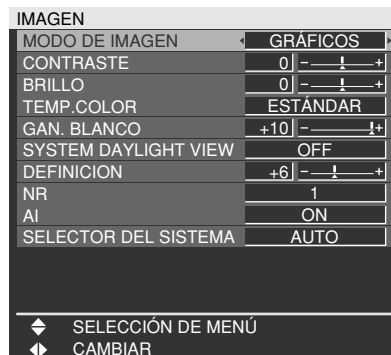 IMAGEN
MODO DE IMAGEN GRÁFICOS
CONTRASTE 0 - +
BRILLO 0 - +
TEMP.COLOR ESTÁNDAR
GAN. BLANCO +10 - +
SYSTEM DAYLIGHT VIEW OFF
DEFINICION +6 - +
NR 1
AI ON
SELECTOR DEL SISTEMA AUTO
SELECCIÓN DE MENÚ
CAMBIAR